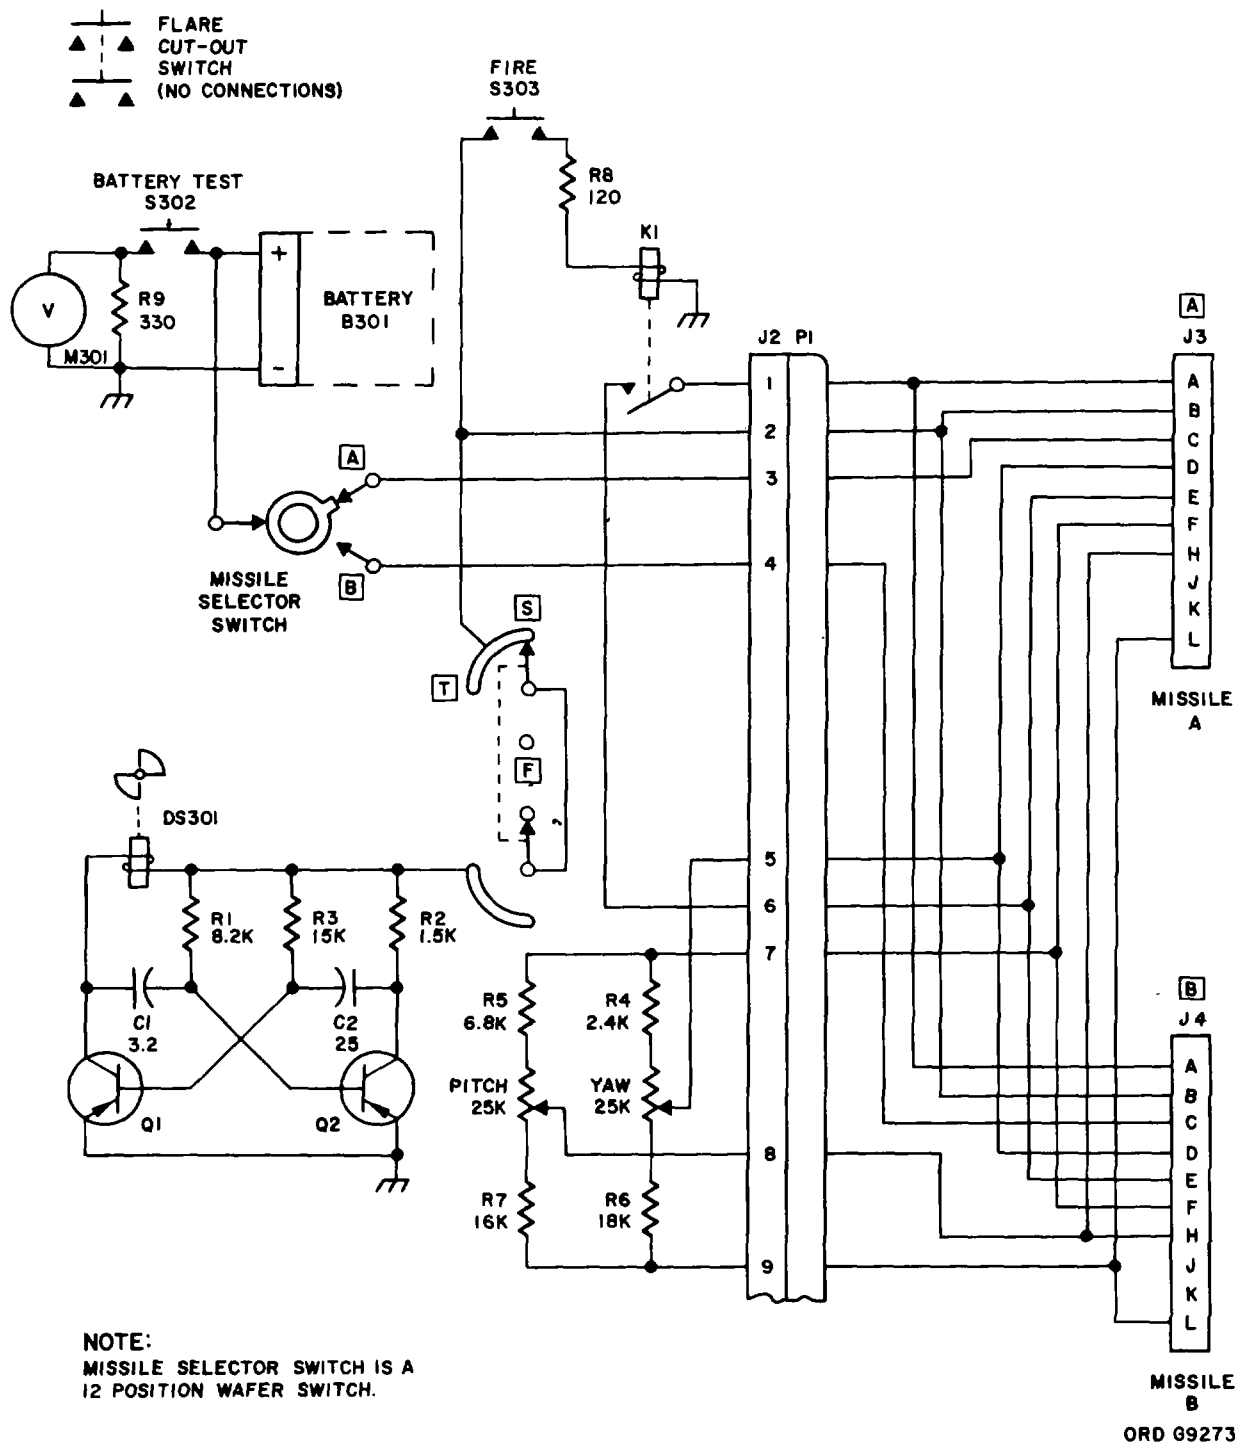 FLARE
CUT-OUT
SWITCH
(NO CONNECTIONS)
FIRE
S303
BATTERY TEST
S302
R8
120
K1
+
V
R9
330
BATTERY
B301
M301
-
A
J2 P1
J3
1
2
3
4
5
6
7
8
9
A
B
C
D
E
F
H
J
K
L
MISSILE
A
A
B
MISSILE
SELECTOR
SWITCH
S
T
F
DS301
R1
8.2K
R3
15K
R2
1.5K
C1
3.2
C2
25
Q1
Q2
R5
6.8K
R4
2.4K
PITCH
25K
YAW
25K
R7
16K
R6
18K
B
J4
A
B
C
D
E
F
H
J
K
L
MISSILE
B
NOTE:
MISSILE SELECTOR SWITCH IS A
12 POSITION WAFER SWITCH.
ORD G9273